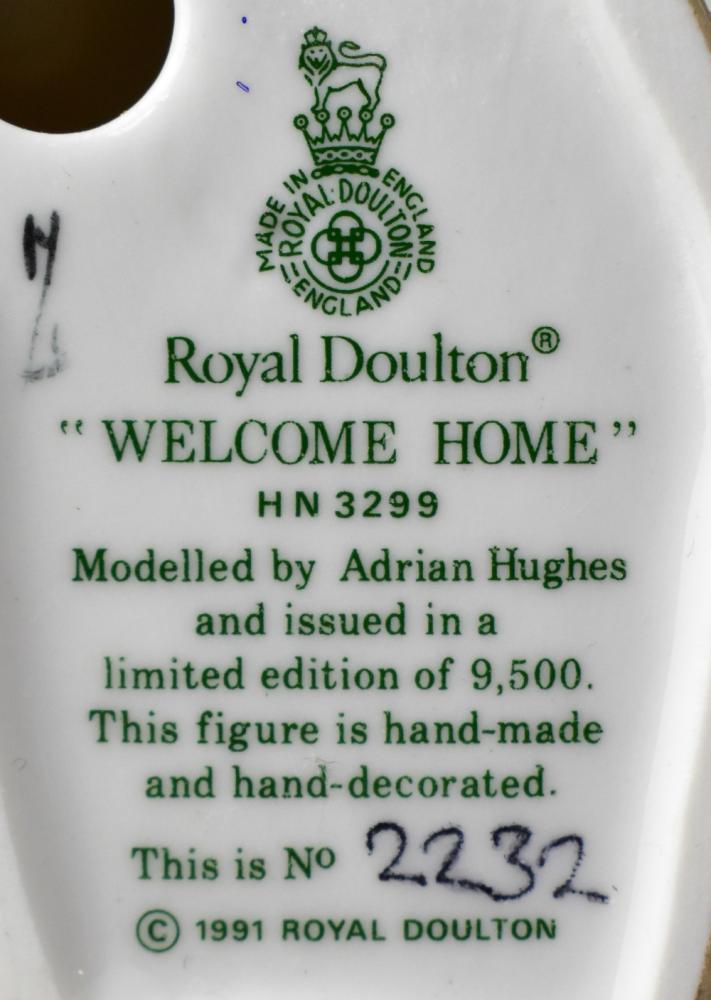 MADE IN ENGLAND
ROYAL·DOULTON
ENGLAND
Royal Doulton®
“WELCOME HOME”
HN 3299
Modelled by Adrian Hughes
and issued in a
limited edition of 9,500.
This figure is hand-made
and hand-decorated.
This is Nº 2232
© 1991 ROYAL DOULTON